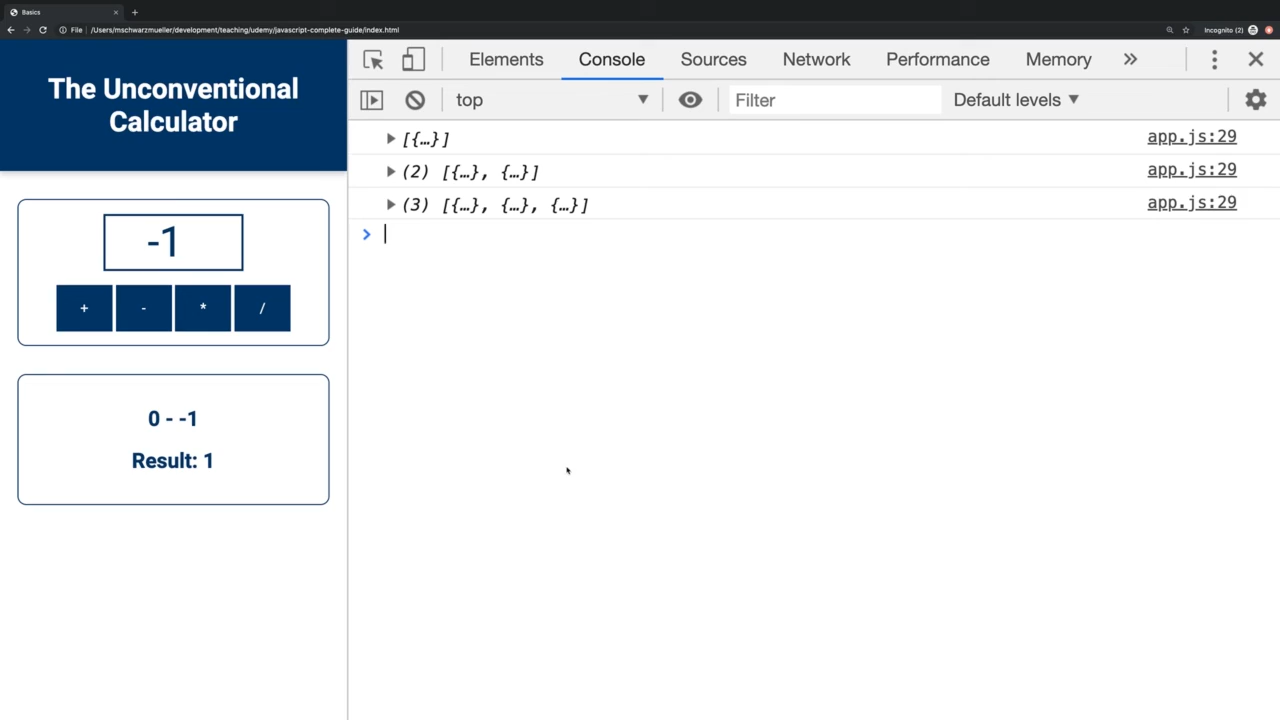 Basics
File /Users/mschwarzmueller/development/teaching/udemy/javascript-complete-guide/index.html
Incognito (2)
The Unconventional
Calculator
-1
+ - * /
0 - -1
Result: 1
Elements Console Sources Network Performance Memory
top Filter Default levels
[{…}] app.js:29
(2) [{…}, {…}] app.js:29
(3) [{…}, {…}, {…}] app.js:29